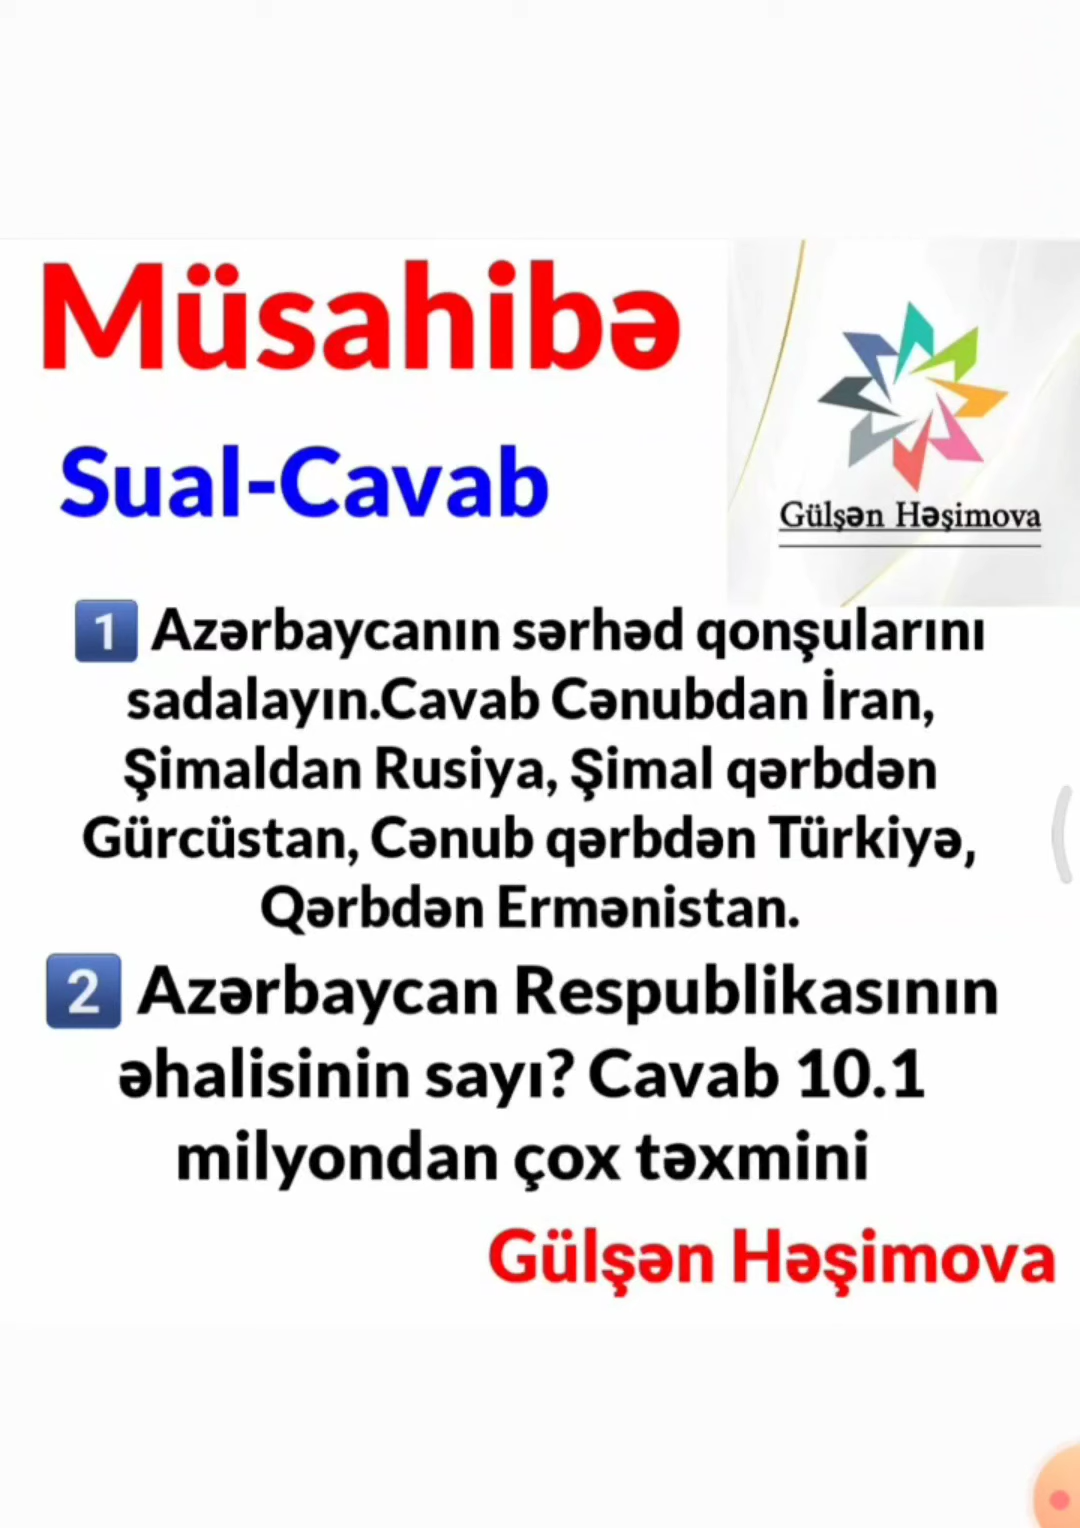 Müsahibə
Sual-Cavab
Gülşən Həşimova
1 Azərbaycanın sərhəd qonşularını
sadalayın.Cavab Cənubdan İran,
Şimaldan Rusiya, Şimal qərbdən
Gürcüstan, Cənub qərbdən Türkiyə,
Qərbdən Ermənistan.
2 Azərbaycan Respublikasının
əhalisinin sayı? Cavab 10.1
milyondan çox təxmini
Gülşən Həşimova